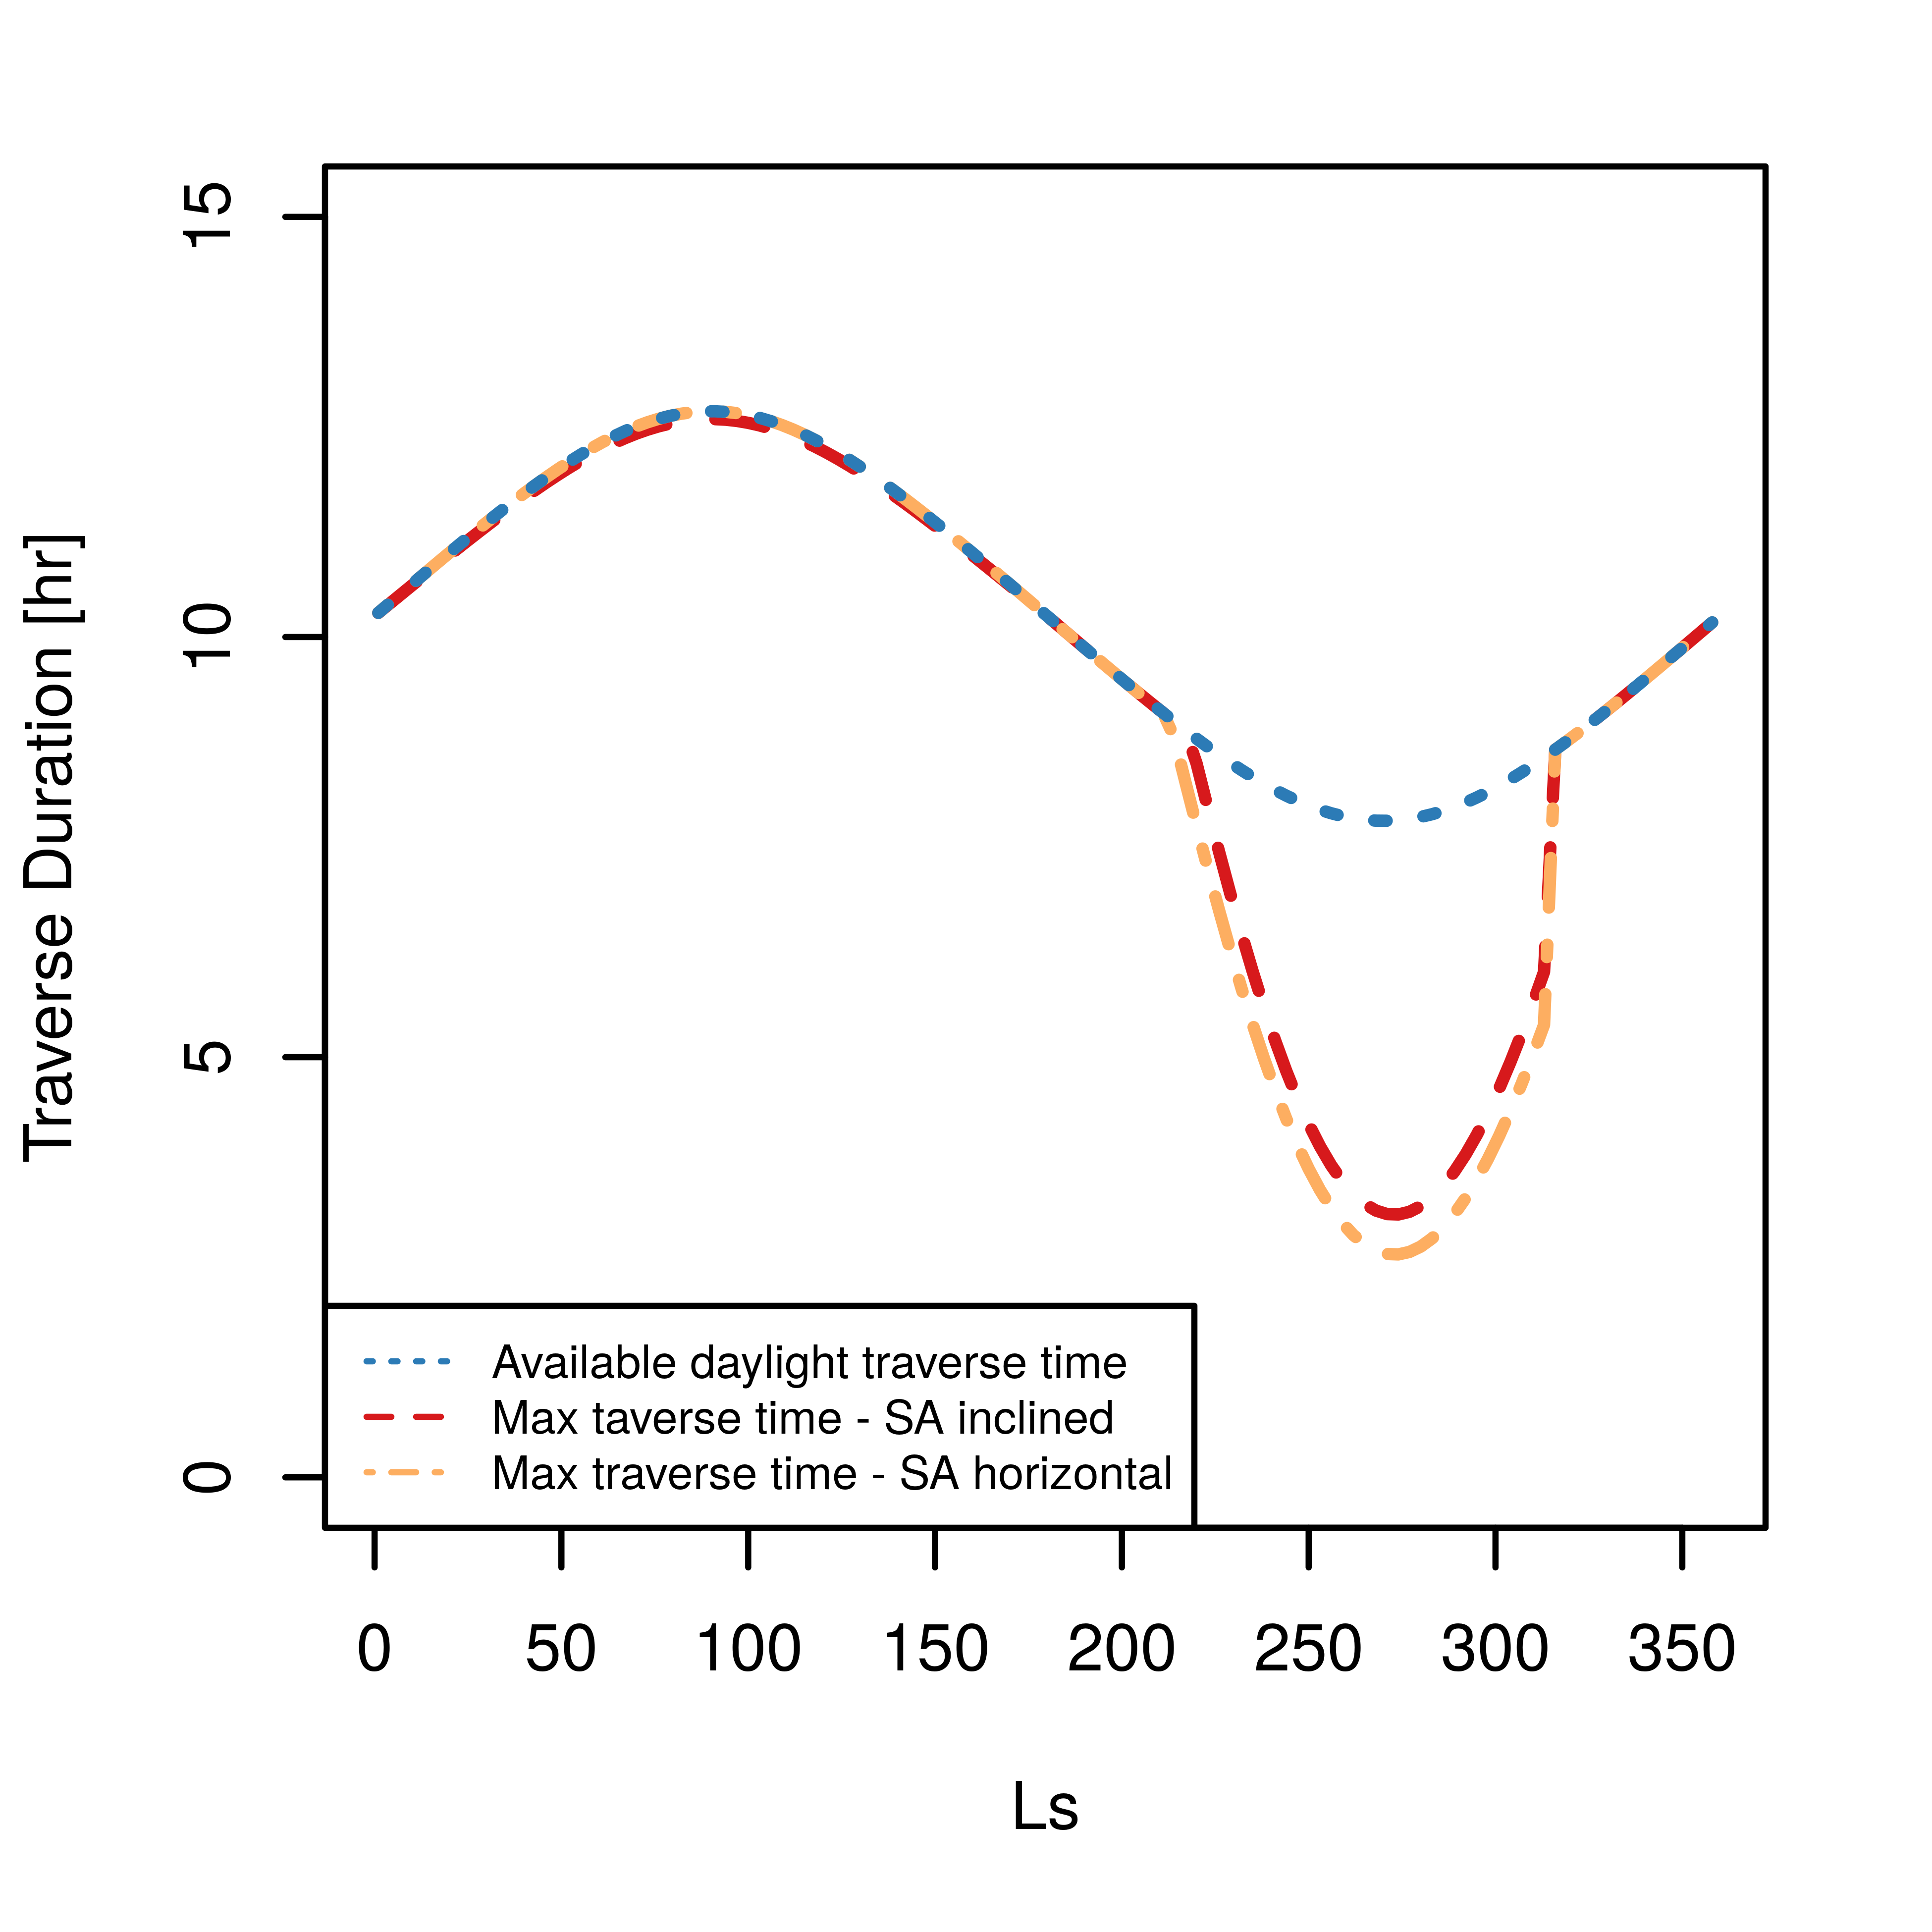 15
10
5
0
Traverse Duration [hr]
Available daylight traverse time
Max taverse time - SA inclined
Max traverse time - SA horizontal
0 50 100 150 200 250 300 350
Ls